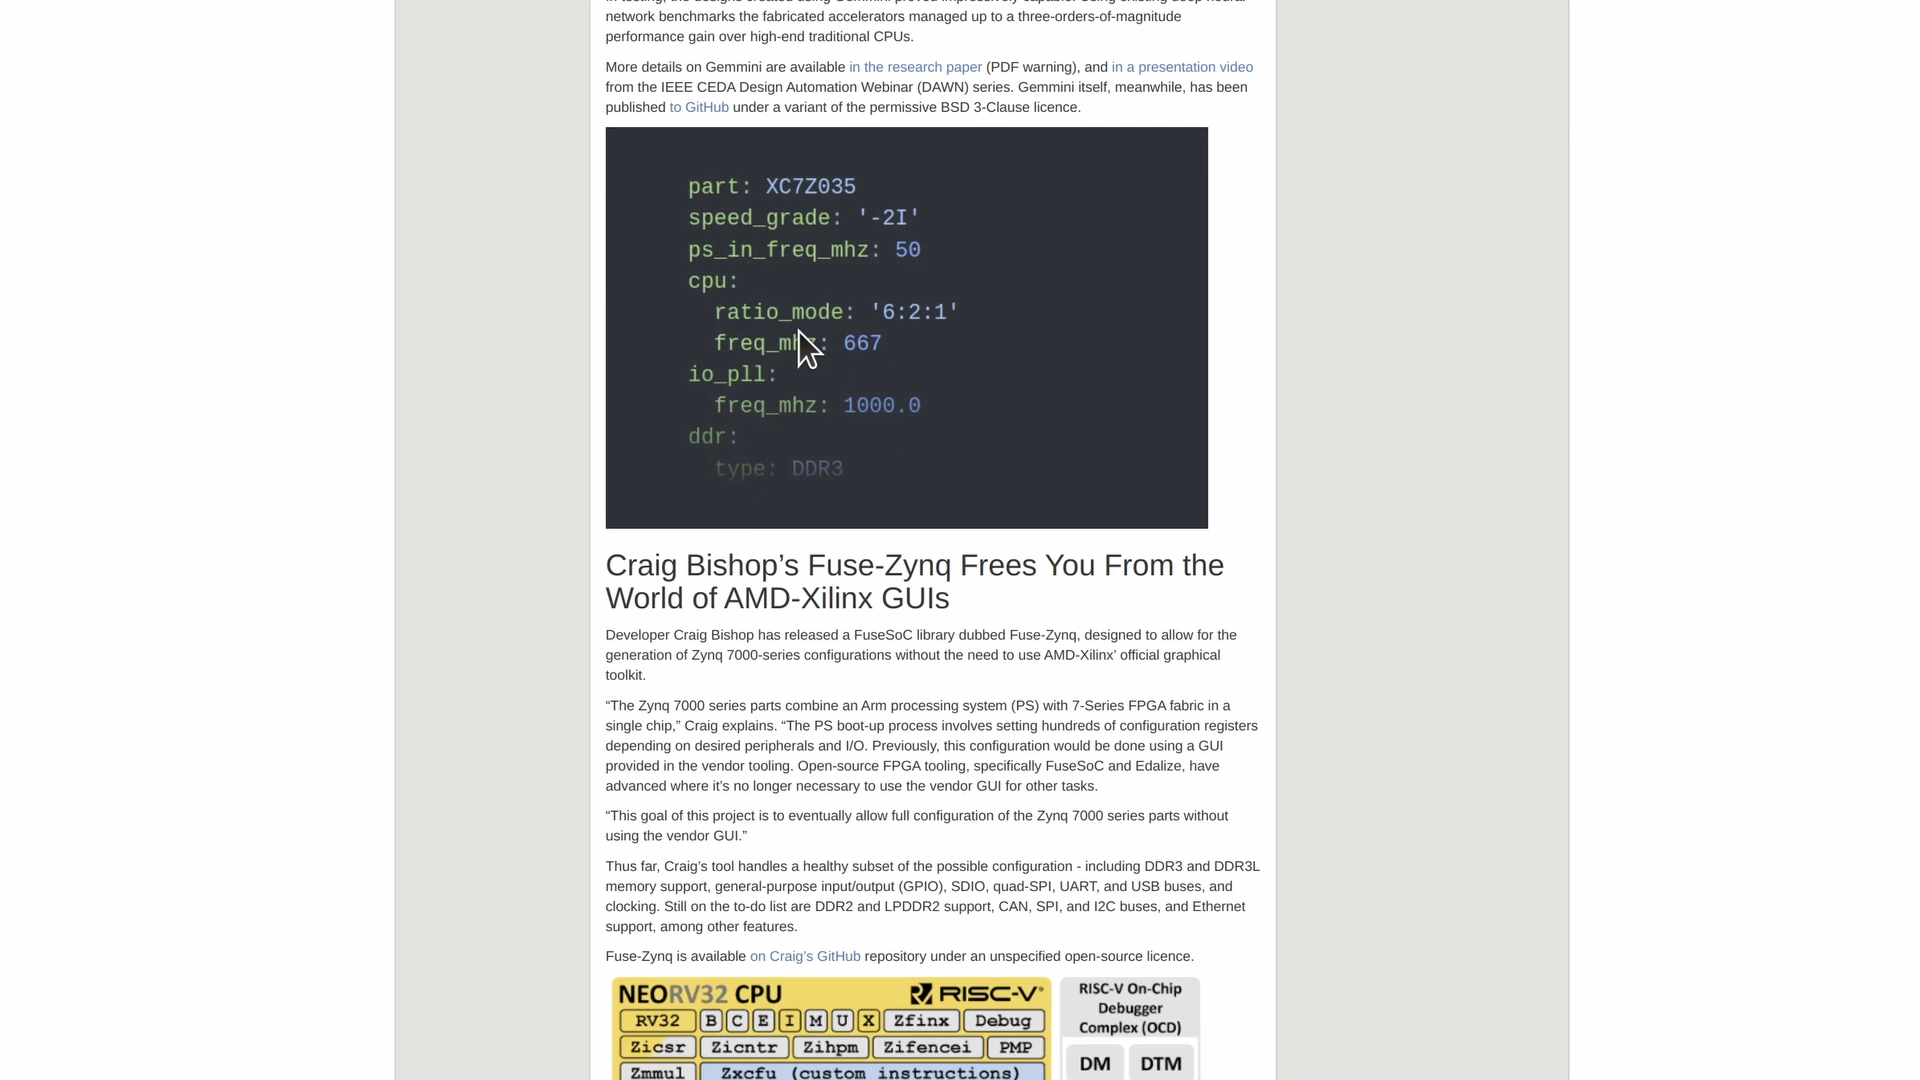 In testing, the designs created using Gemmini proved impressively capable. Using existing deep neural
network benchmarks the fabricated accelerators managed up to a three-orders-of-magnitude
performance gain over high-end traditional CPUs.
More details on Gemmini are available in the research paper (PDF warning), and in a presentation video
from the IEEE CEDA Design Automation Webinar (DAWN) series. Gemmini itself, meanwhile, has been
published to GitHub under a variant of the permissive BSD 3-Clause licence.
part: XC7Z035
speed_grade: '-2I'
ps_in_freq_mhz: 50
cpu:
ratio_mode: '6:2:1'
freq_mhz: 667
io_pll:
freq_mhz: 1000.0
ddr:
type: DDR3
Craig Bishop’s Fuse-Zynq Frees You From the
World of AMD-Xilinx GUIs
Developer Craig Bishop has released a FuseSoC library dubbed Fuse-Zynq, designed to allow for the
generation of Zynq 7000-series configurations without the need to use AMD-Xilinx’ official graphical
toolkit.
“The Zynq 7000 series parts combine an Arm processing system (PS) with 7-Series FPGA fabric in a
single chip,” Craig explains. “The PS boot-up process involves setting hundreds of configuration registers
depending on desired peripherals and I/O. Previously, this configuration would be done using a GUI
provided in the vendor tooling. Open-source FPGA tooling, specifically FuseSoC and Edalize, have
advanced where it’s no longer necessary to use the vendor GUI for other tasks.
“This goal of this project is to eventually allow full configuration of the Zynq 7000 series parts without
using the vendor GUI.”
Thus far, Craig’s tool handles a healthy subset of the possible configuration - including DDR3 and DDR3L
memory support, general-purpose input/output (GPIO), SDIO, quad-SPI, UART, and USB buses, and
clocking. Still on the to-do list are DDR2 and LPDDR2 support, CAN, SPI, and I2C buses, and Ethernet
support, among other features.
Fuse-Zynq is available on Craig’s GitHub repository under an unspecified open-source licence.
NEORV32 CPU RISC-V®
RV32 B C E I M U X Zfinx Debug
Zicsr Zicntr Zihpm Zifencei PMP
Zmmul Zxcfu (custom instructions)
RISC-V On-Chip
Debugger
Complex (OCD)
DM DTM